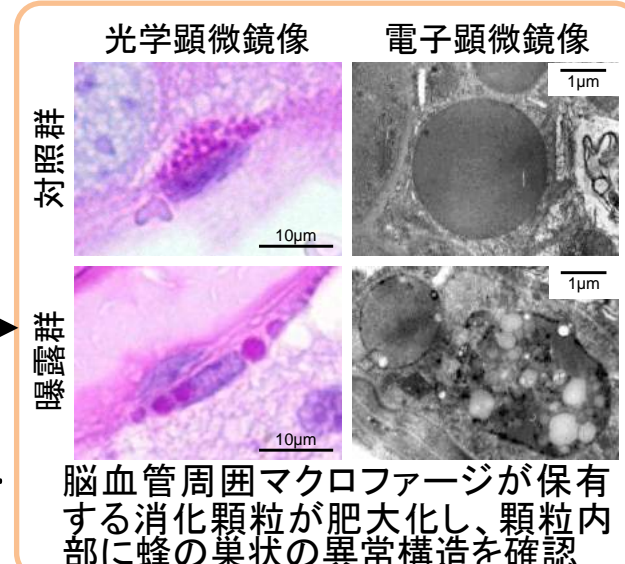 光学顕微鏡像
電子顕微鏡像
対照群
10μm
1μm
曝露群
10μm
1μm
脳血管周囲マクロファージが保有
する消化顆粒が肥大化し、顆粒内
部に蜂の巣状の異常構造を確認